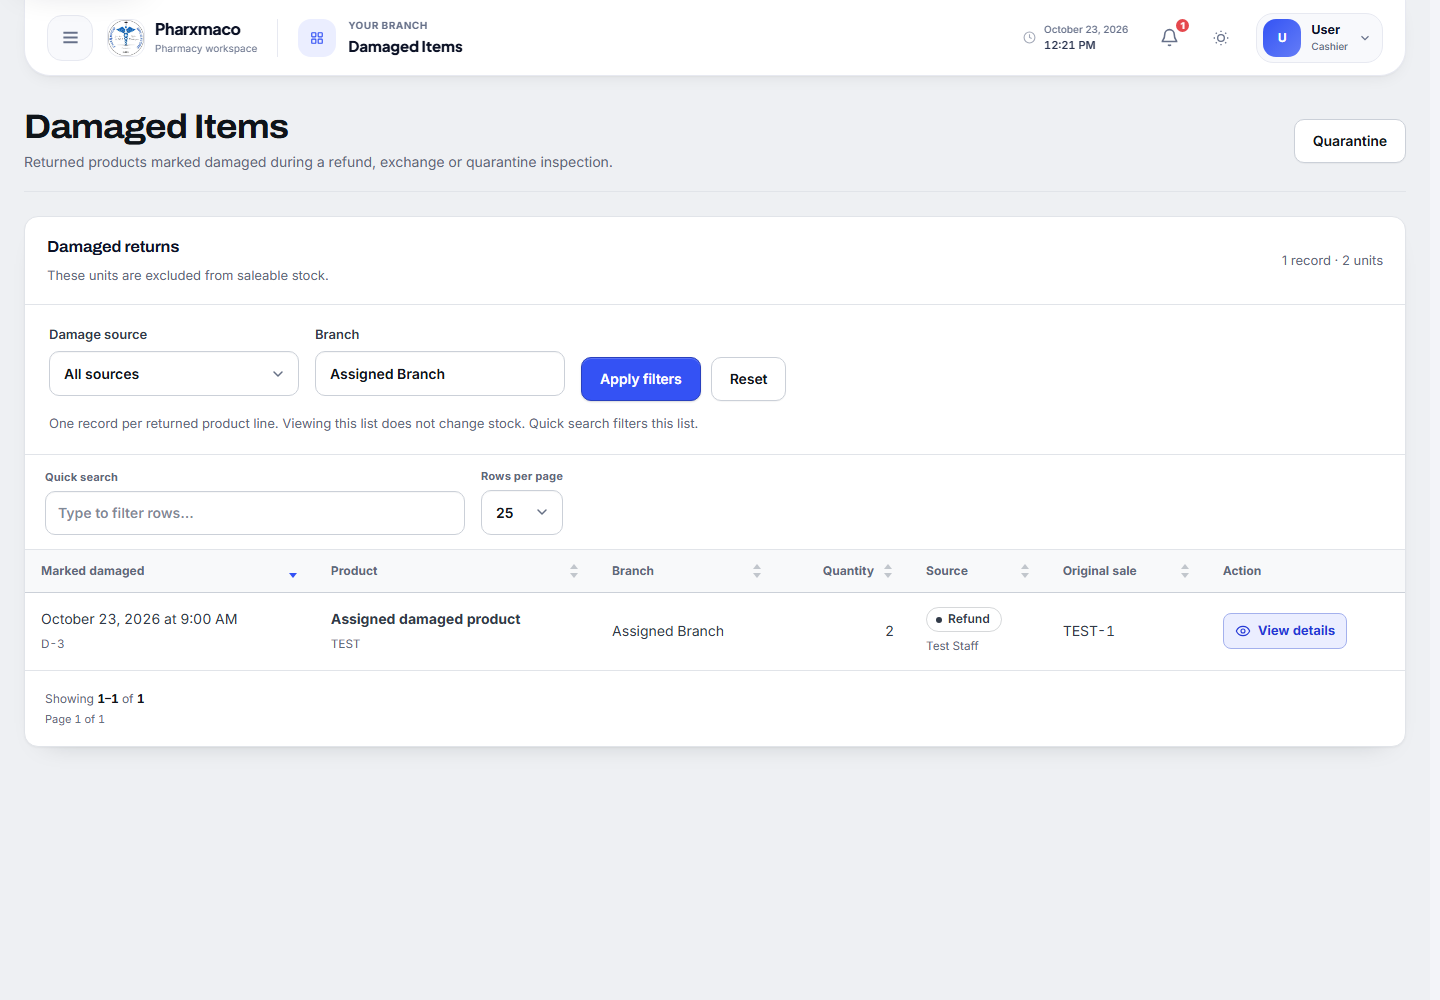 Pharxmaco
Pharmacy workspace
YOUR BRANCH
Damaged Items
October 23, 2026
12:21 PM
1
U
User
Cashier
Damaged Items
Returned products marked damaged during a refund, exchange or quarantine inspection.
Quarantine
Damaged returns
These units are excluded from saleable stock.
1 record · 2 units
Damage source
Branch
All sources
Assigned Branch
Apply filters
Reset
One record per returned product line. Viewing this list does not change stock. Quick search filters this list.
Quick search
Rows per page
Type to filter rows...
25
Marked damaged Product Branch Quantity Source Original sale Action
October 23, 2026 at 9:00 AM
D-3
Assigned damaged product
TEST
Assigned Branch
2
Refund
Test Staff
TEST-1
View details
Showing 1–1 of 1
Page 1 of 1